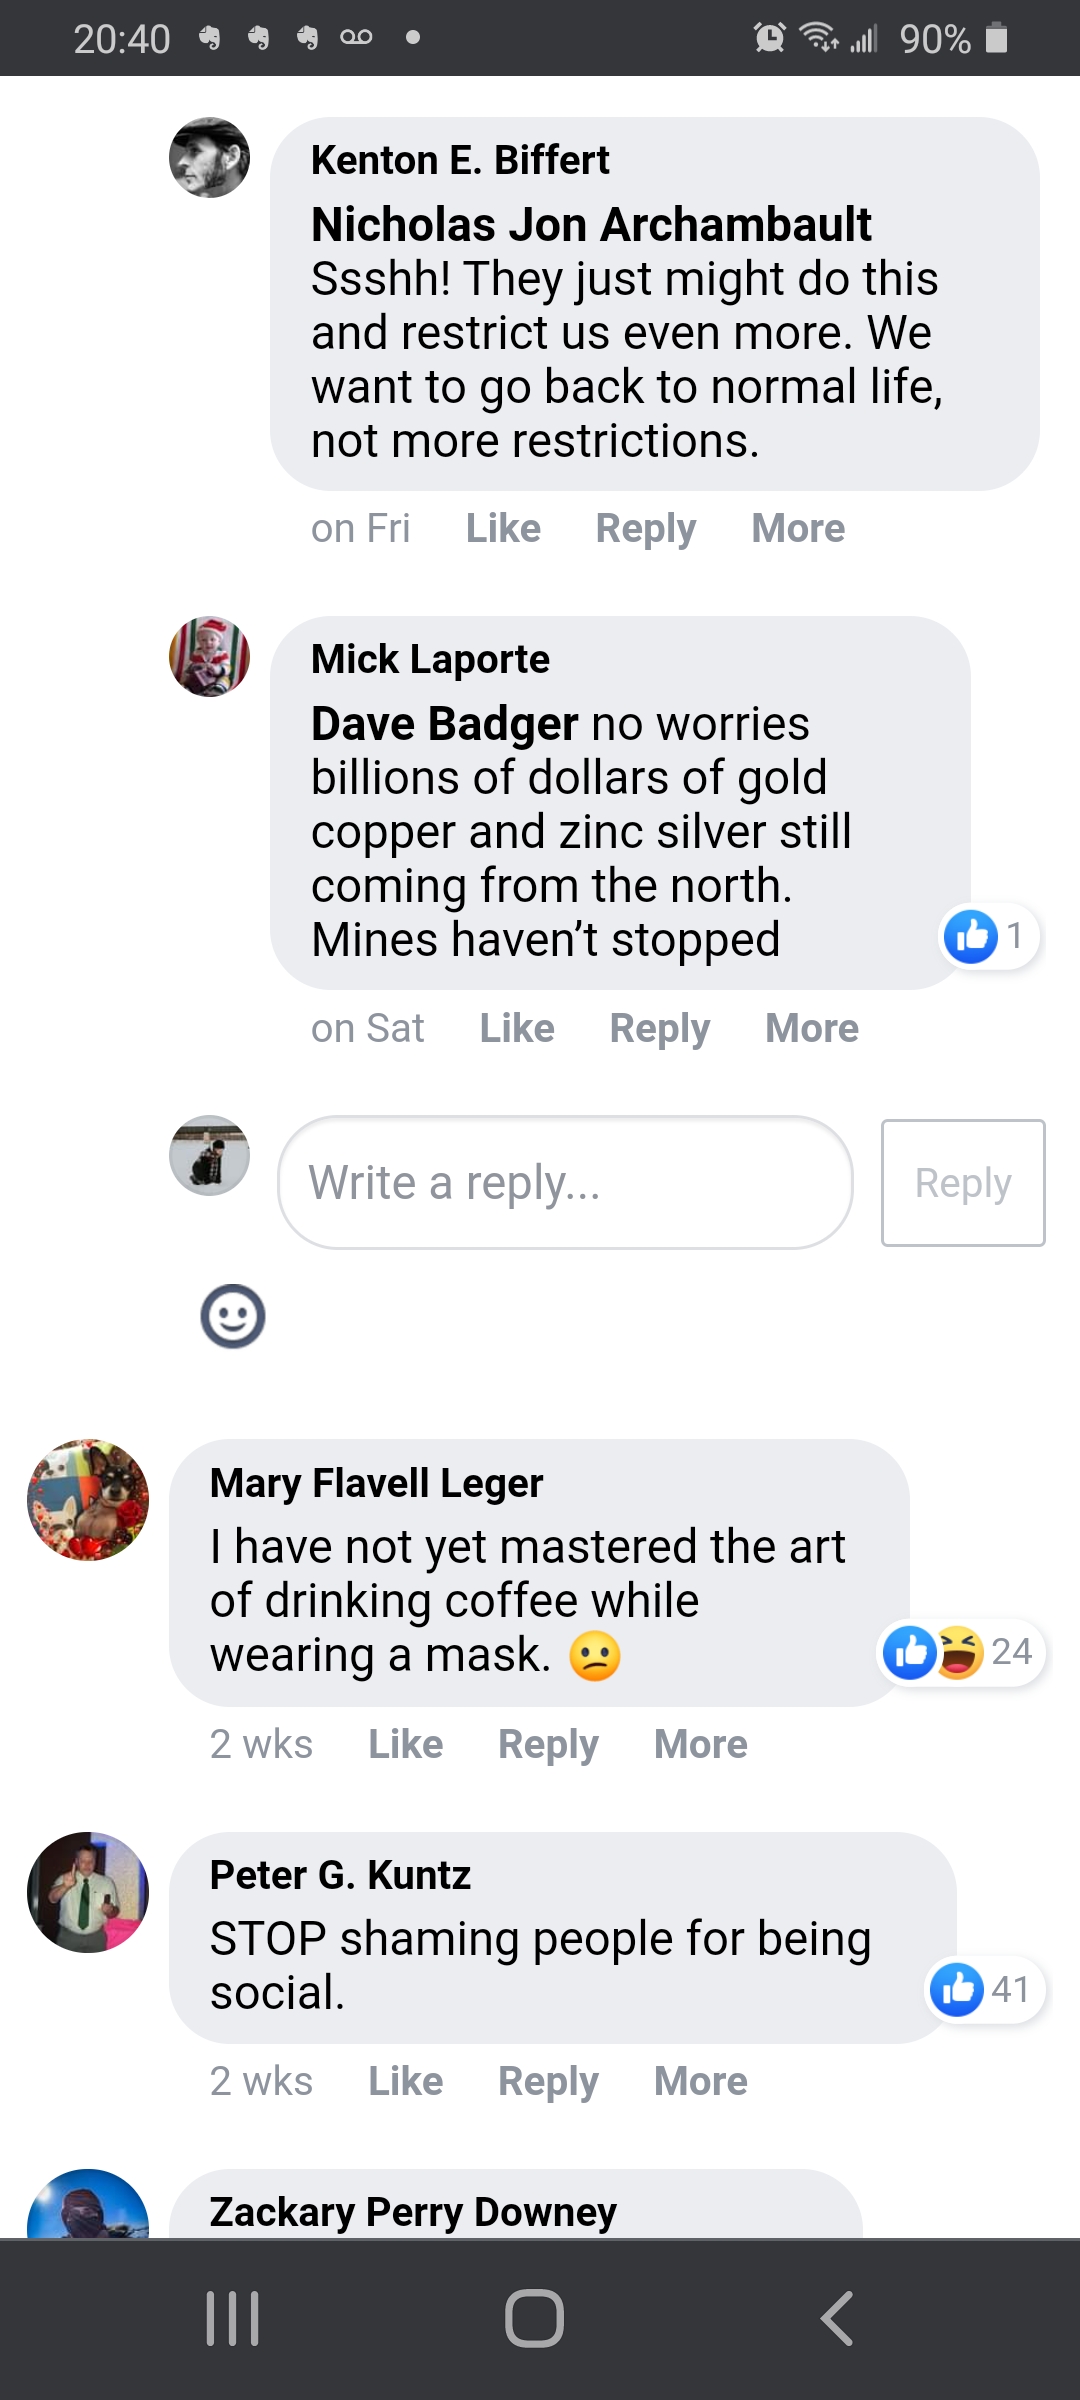 20:40 90%
Kenton E. Biffert
Nicholas Jon Archambault
Ssshh! They just might do this
and restrict us even more. We
want to go back to normal life,
not more restrictions.
on Fri Like Reply More
Mick Laporte
Dave Badger no worries
billions of dollars of gold
copper and zinc silver still
coming from the north.
Mines haven’t stopped
1
on Sat Like Reply More
Write a reply... Reply
Mary Flavell Leger
I have not yet mastered the art
of drinking coffee while
wearing a mask. 😕
24
2 wks Like Reply More
Peter G. Kuntz
STOP shaming people for being
social.
41
2 wks Like Reply More
Zackary Perry Downey